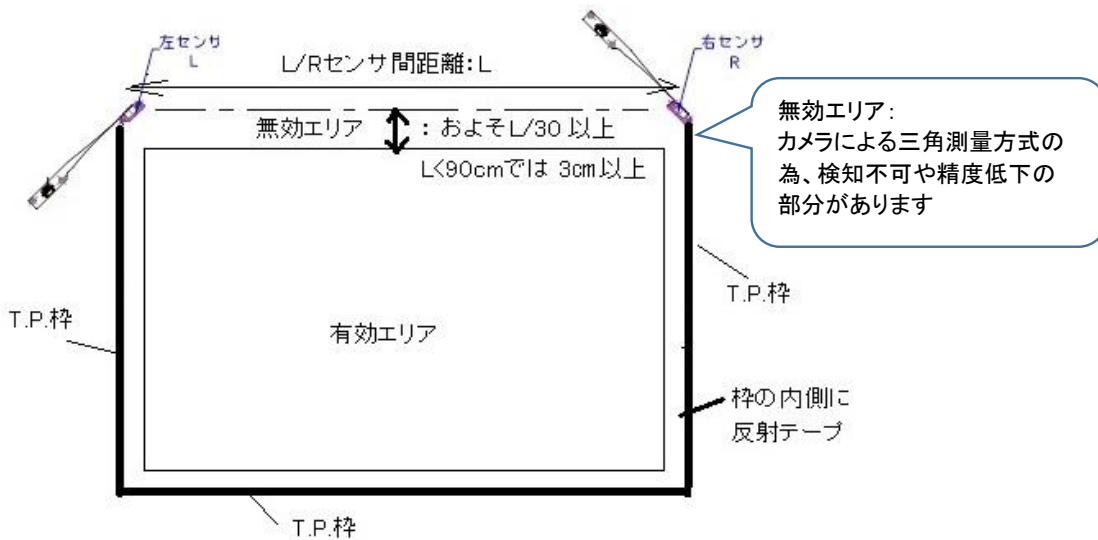 左センサ
L
L/Rセンサ間距離:L
右センサ
R
無効エリア : およそL/30 以上
L<90cmでは 3cm以上
無効エリア:
カメラによる三角測量方式の
為、検知不可や精度低下の
部分があります
T.P.枠
T.P.枠
有効エリア
枠の内側に
反射テープ
T.P.枠